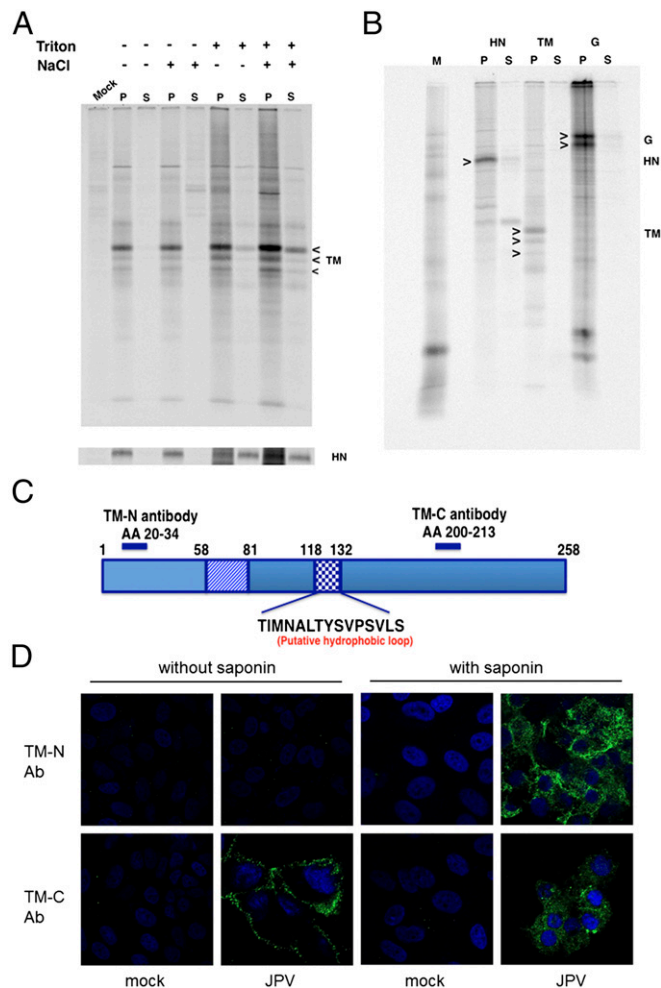 A
Triton - - - - + + + +
NaCl - - + + - - + +
Mock P S P S P S P S
<
< TM
<
HN
B
HN TM G
M P S P S P S
>
> G
> HN
>
> TM
>
C
TM-N antibody TM-C antibody
AA 20-34 AA 200-213
1 58 81 118 132 258
TIMNALTYSVPSVLS
(Putative hydrophobic loop)
D
without saponin with saponin
TM-N
Ab
TM-C
Ab
mock JPV mock JPV